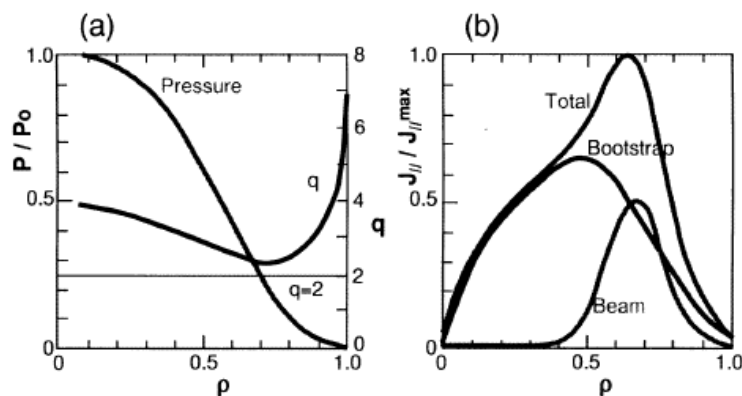 (a)
1.0
0.5
0
P / Po
Pressure
q
q=2
8
6
4
2
0
q
0
0.5
1.0
ρ
(b)
1.0
0.5
0
J// / J//max
Total
Bootstrap
Beam
0
0.5
1.0
ρ